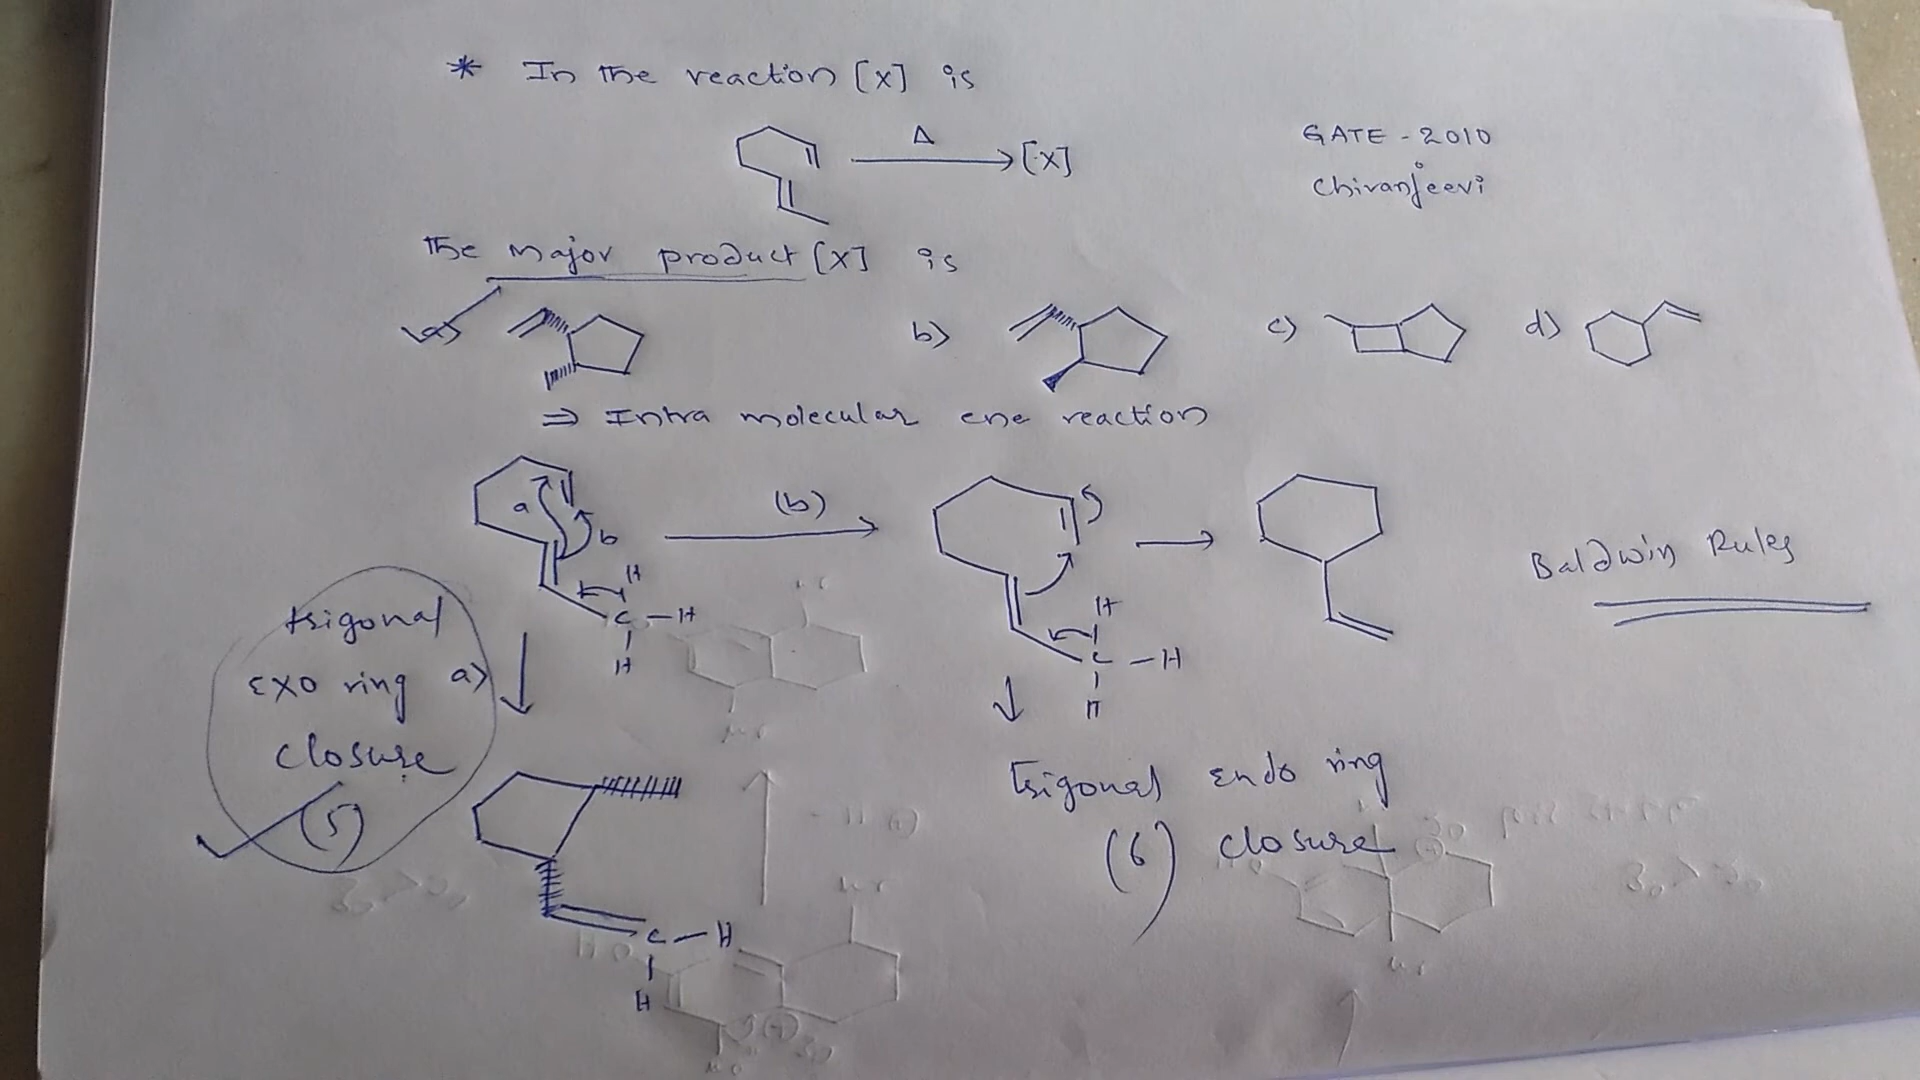 * In the reaction [X] is
Δ
[X]
GATE - 2010
Chiranjeevi
The major product [X] is
a)
b)
c)
d)
⇒ Intra molecular ene reaction
a
b
H
C - H
H
(b)
H
C - H
H
Baldwin Rules
trigonal
exo ring
closure
(5)
a)
trigonal endo ring
(6) closure
C - H
H